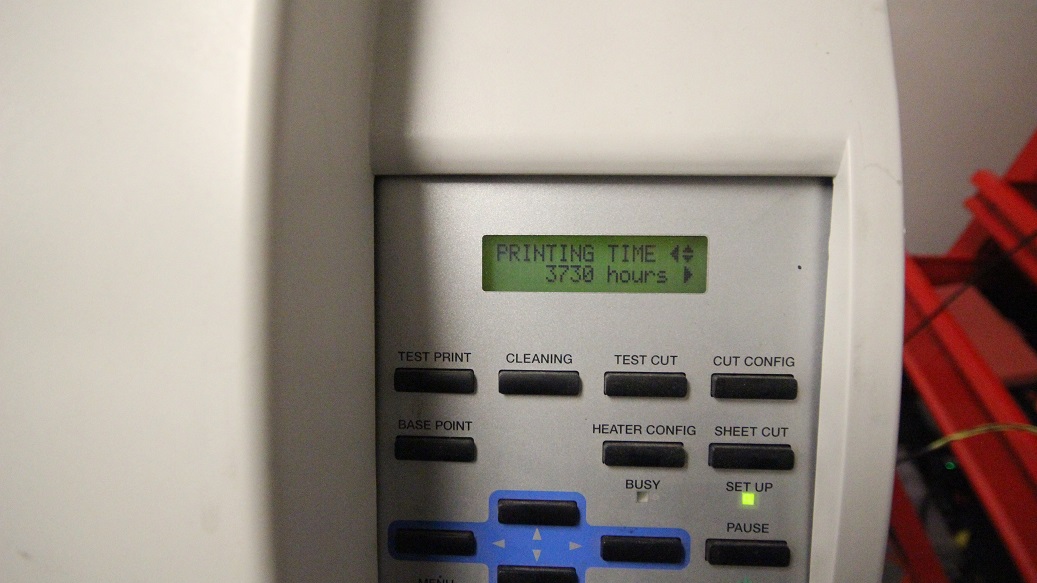 PRINTING TIME
3730 hours
TEST PRINT
CLEANING
TEST CUT
CUT CONFIG
BASE POINT
HEATER CONFIG
SHEET CUT
BUSY
SET UP
PAUSE
MENU